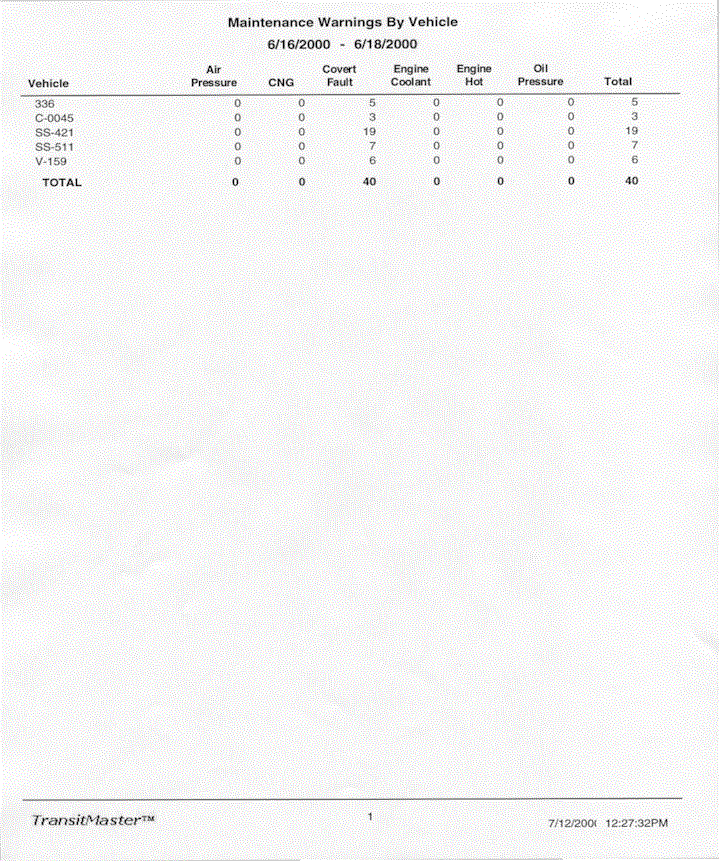 Maintenance Warnings By Vehicle
6/16/2000 - 6/18/2000
Vehicle Air Pressure CNG Covert Fault Engine Coolant Engine Hot Oil Pressure Total
336 0 0 5 0 0 0 5
C-0045 0 0 3 0 0 0 3
SS-421 0 0 19 0 0 0 19
SS-511 0 0 7 0 0 0 7
V-159 0 0 6 0 0 0 6
TOTAL 0 0 40 0 0 0 40
TransitMaster™ 1 7/12/200( 12:27:32PM